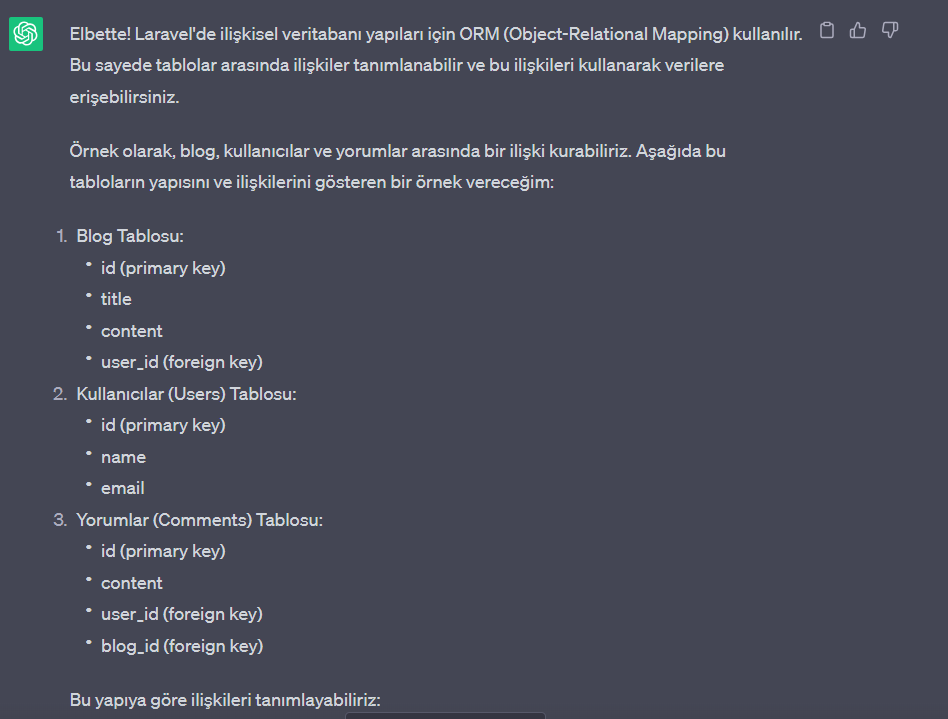 Elbette! Laravel'de ilişkisel veritabanı yapıları için ORM (Object-Relational Mapping) kullanılır.
Bu sayede tablolar arasında ilişkiler tanımlanabilir ve bu ilişkileri kullanarak verilere
erişebilirsiniz.
Örnek olarak, blog, kullanıcılar ve yorumlar arasında bir ilişki kurabiliriz. Aşağıda bu
tabloların yapısını ve ilişkilerini gösteren bir örnek vereceğim:
1. Blog Tablosu:
• id (primary key)
• title
• content
• user_id (foreign key)
2. Kullanıcılar (Users) Tablosu:
• id (primary key)
• name
• email
3. Yorumlar (Comments) Tablosu:
• id (primary key)
• content
• user_id (foreign key)
• blog_id (foreign key)
Bu yapıya göre ilişkileri tanımlayabiliriz: